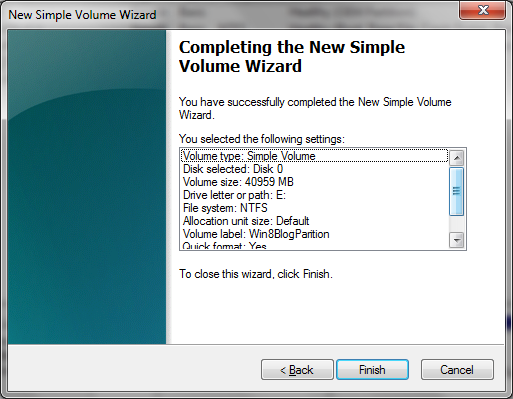 New Simple Volume Wizard
Completing the New Simple
Volume Wizard
You have successfully completed the New Simple Volume
Wizard.
You selected the following settings:
Volume type: Simple Volume
Disk selected: Disk 0
Volume size: 40959 MB
Drive letter or path: E:
File system: NTFS
Allocation unit size: Default
Volume label: Win8BlogParition
Quick format: Yes
To close this wizard, click Finish.
< Back
Finish
Cancel